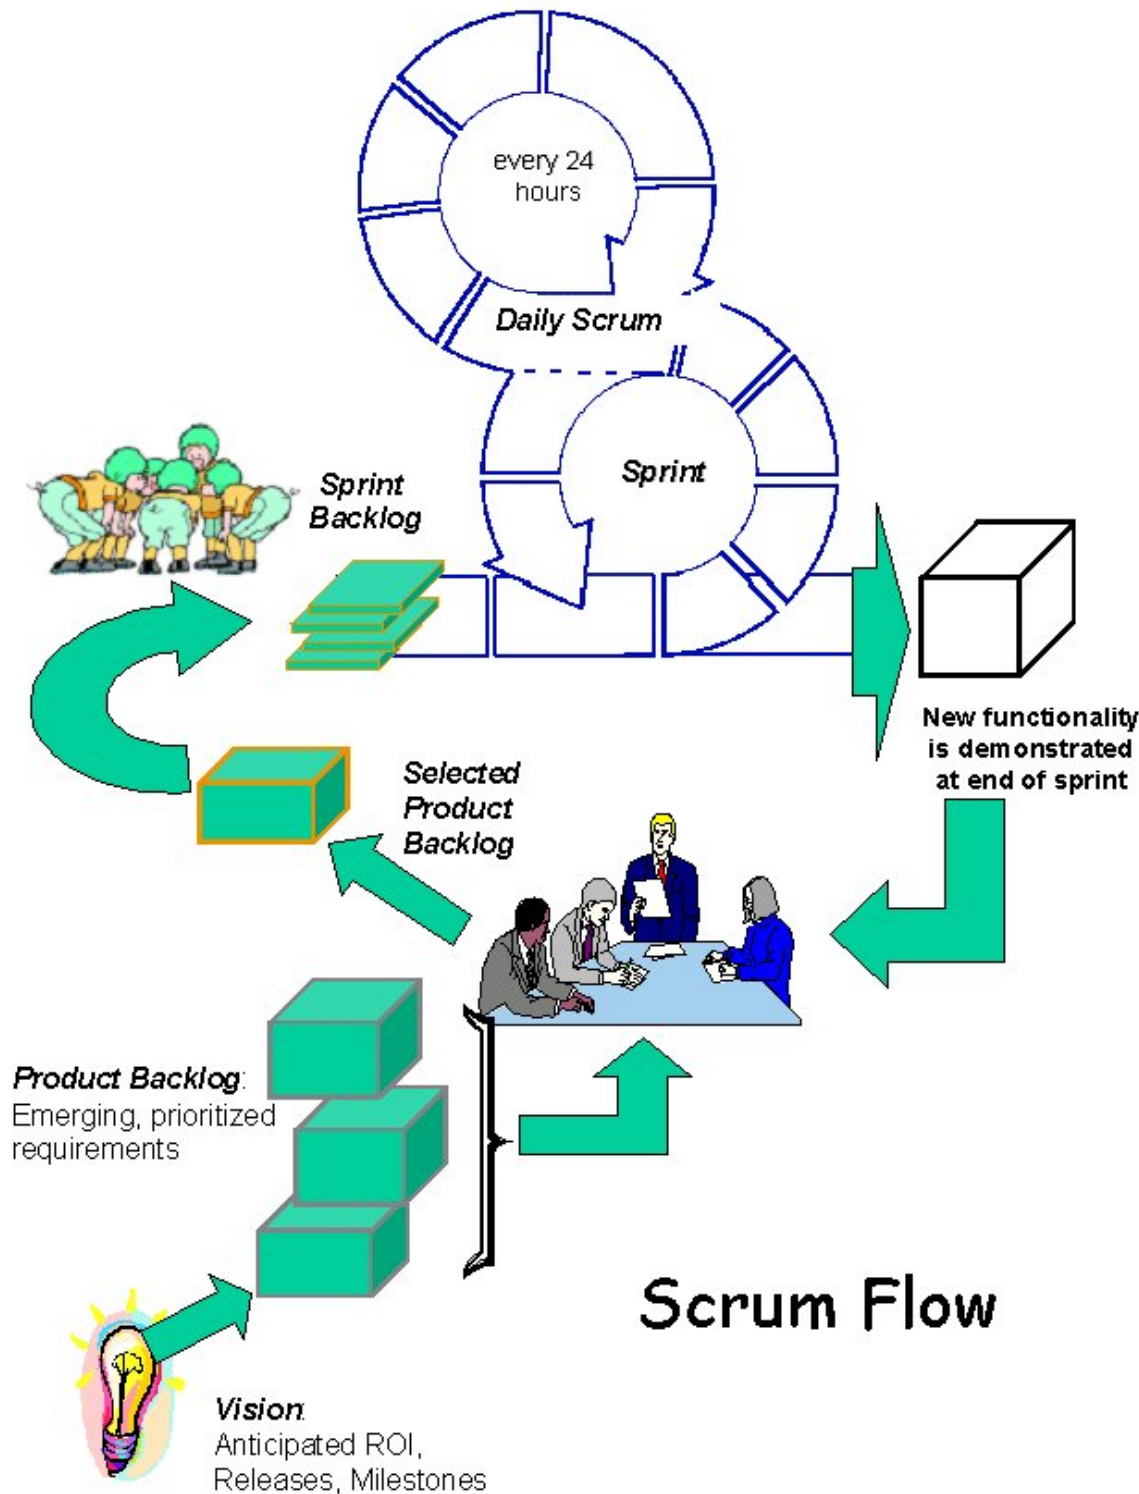 every 24
hours
Daily Scrum
Sprint
Sprint
Backlog
New functionality
is demonstrated
at end of sprint
Selected
Product
Backlog
Product Backlog:
Emerging, prioritized
requirements
Scrum Flow
Vision:
Anticipated ROI,
Releases, Milestones